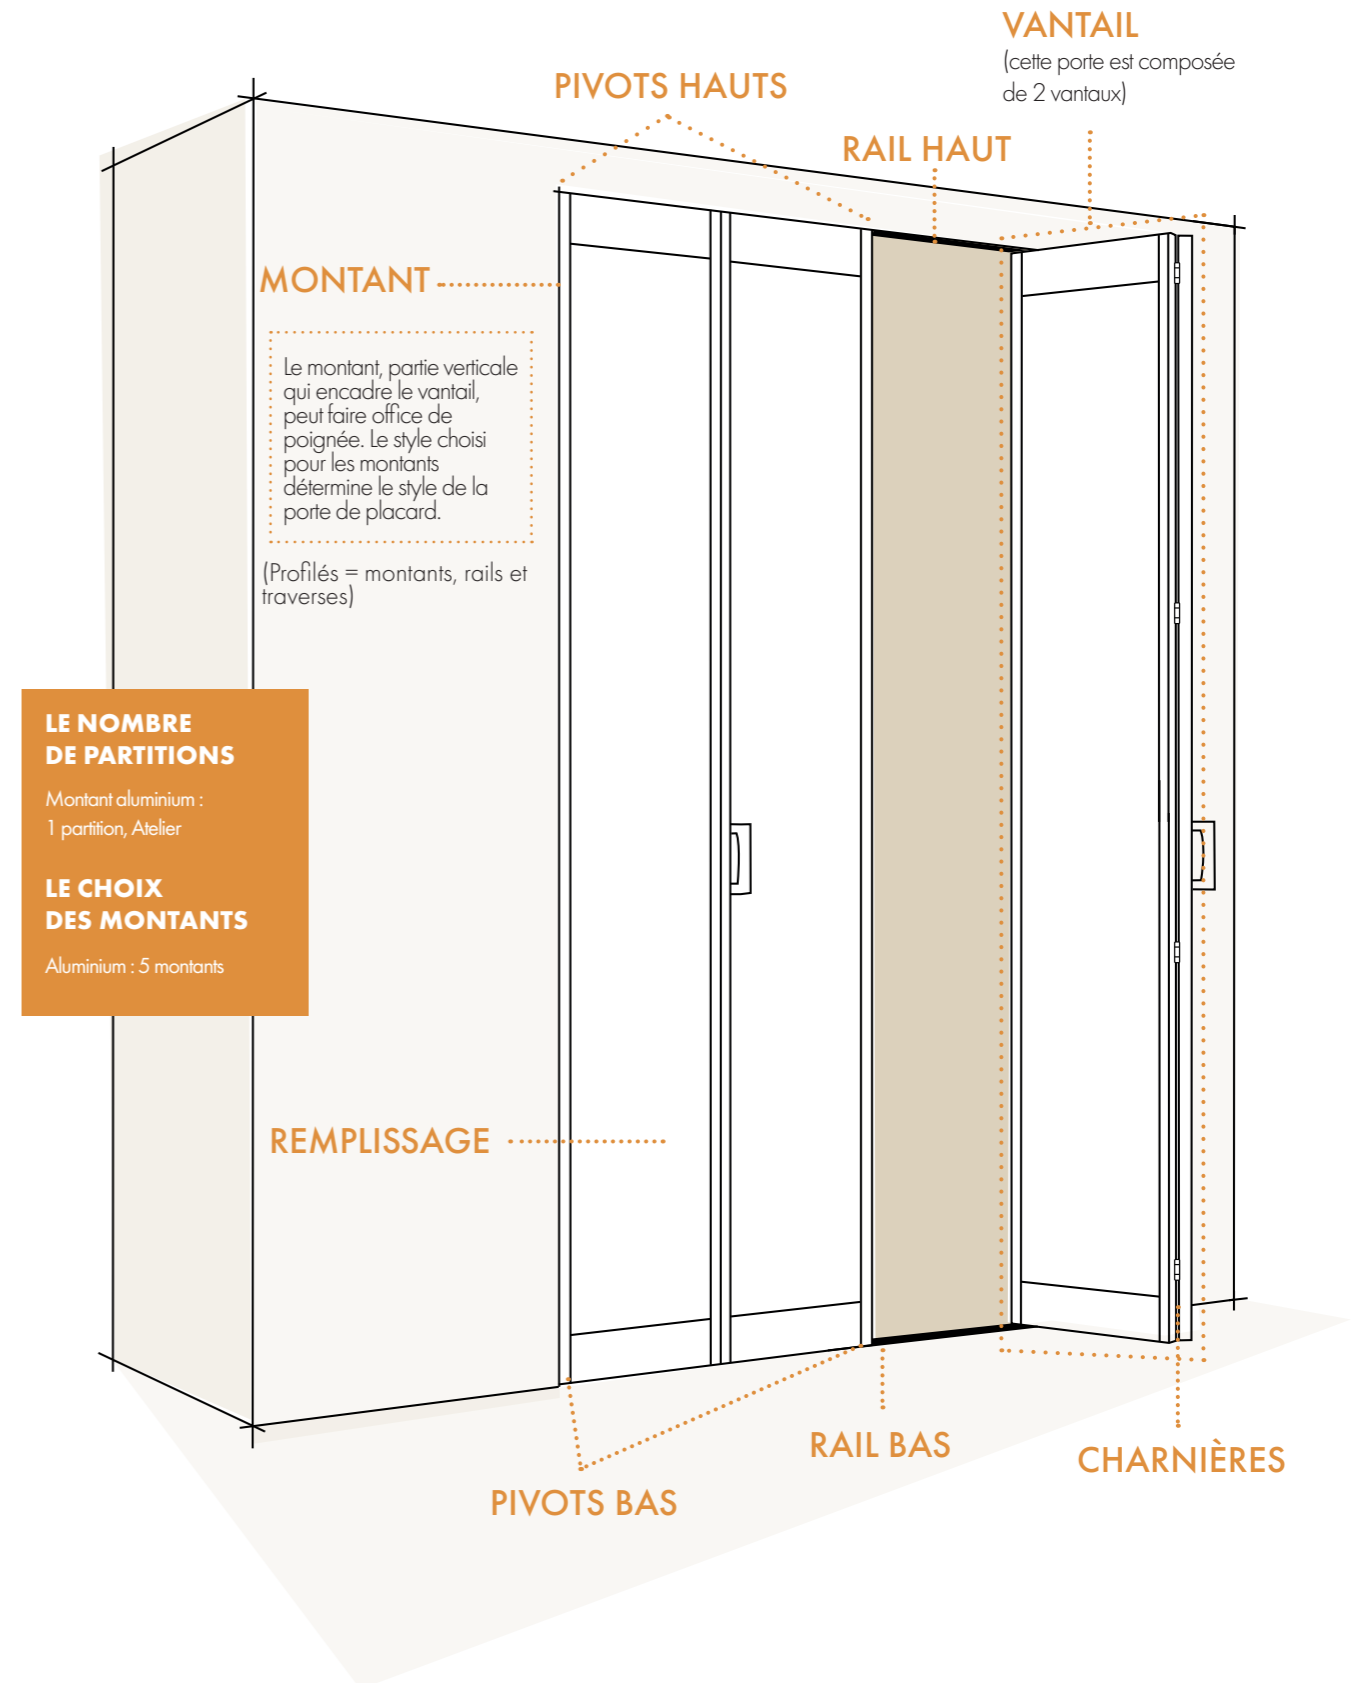 VANTAIL
(cette porte est composée
de 2 vantaux)
PIVOTS HAUTS
RAIL HAUT
MONTANT
Le montant, partie verticale
qui encadre le vantail,
peut faire office de
poignée. Le style choisi
pour les montants
détermine le style de la
porte de placard.
(Profilés = montants, rails et
traverses)
LE NOMBRE
DE PARTITIONS
Montant aluminium :
1 partition, Atelier
LE CHOIX
DES MONTANTS
Aluminium : 5 montants
REMPLISSAGE
RAIL BAS
CHARNIÈRES
PIVOTS BAS